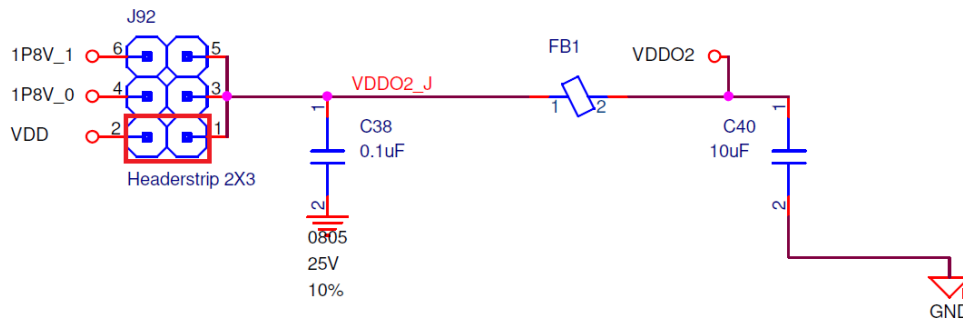 J92
1P8V_1 6 5
1P8V_0 4 3
VDD 2 1
Headerstrip 2X3
VDDO2_J
1
C38
0.1uF
2
0805
25V
10%
FB1
1 2
VDDO2
1
C40
10uF
2
GND